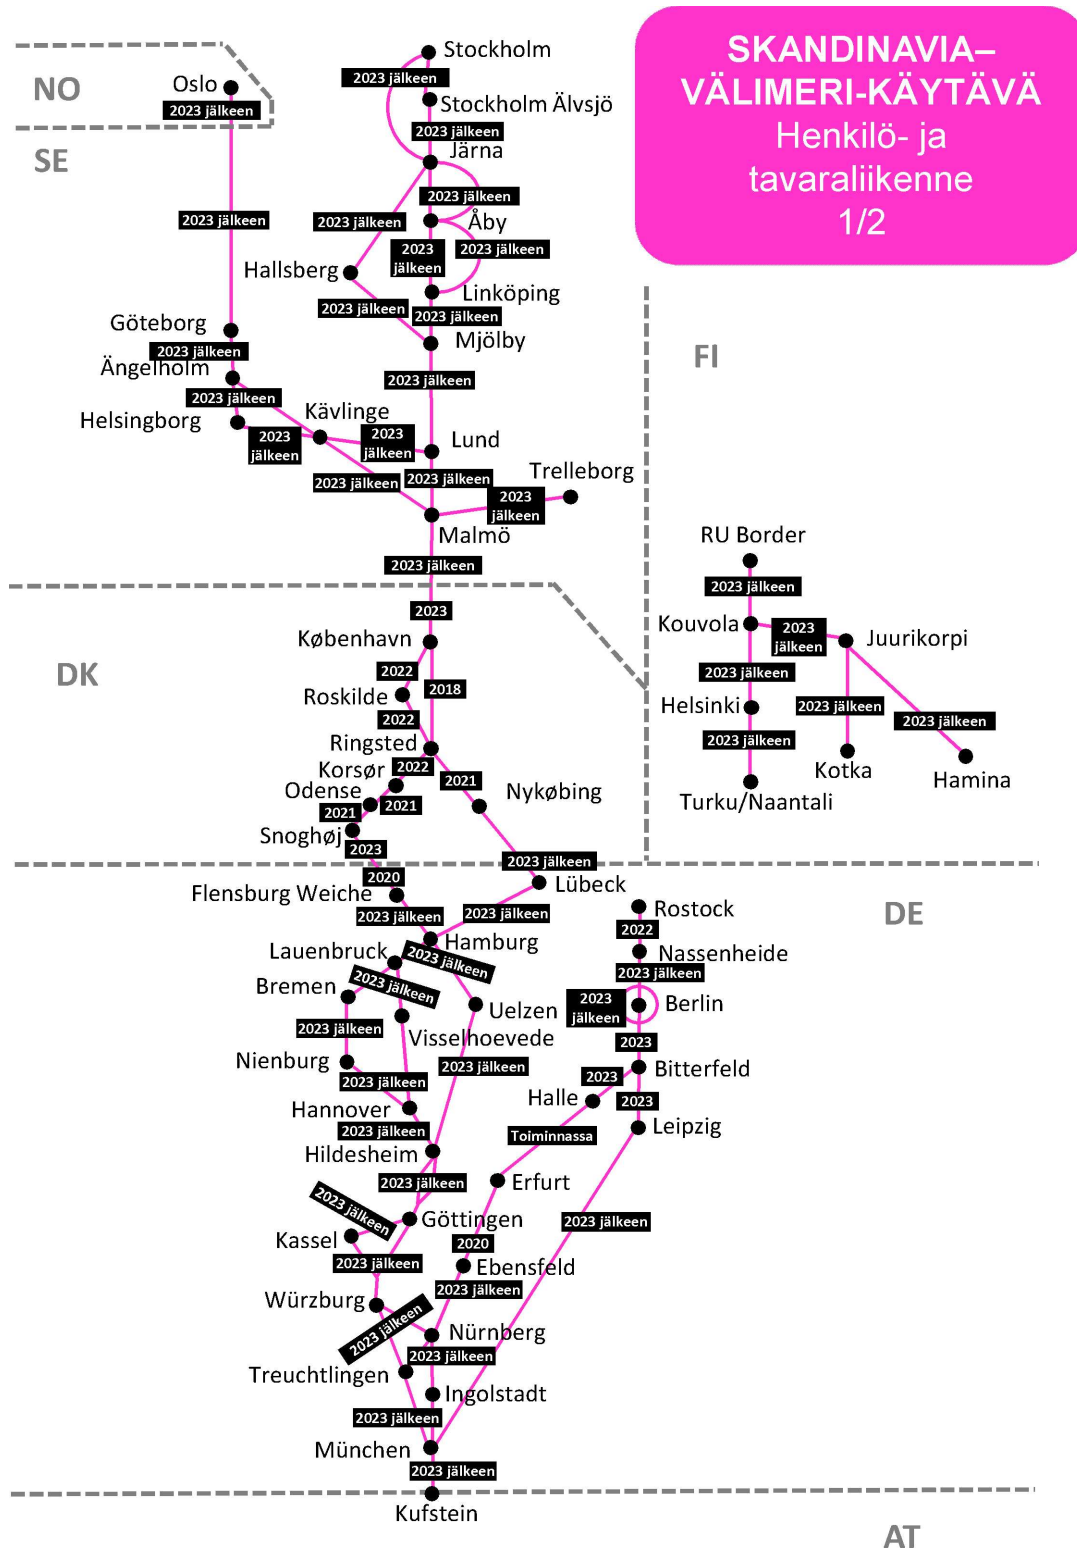 SKANDINAVIA–
VÄLIMERI-KÄYTÄVÄ
Henkilö- ja
tavaraliikenne
1/2
Stockholm
2023 jälkeen
NO
Oslo
Stockholm Älvsjö
2023 jälkeen
2023 jälkeen
SE
Järna
2023 jälkeen
2023 jälkeen
2023 jälkeen
Åby
2023
jälkeen
2023 jälkeen
Hallsberg
Linköping
2023 jälkeen
2023 jälkeen
Göteborg
Mjölby
2023 jälkeen
FI
Ängelholm
2023 jälkeen
2023 jälkeen
Kävlinge
Helsingborg
2023
jälkeen
2023
jälkeen
Lund
Trelleborg
2023 jälkeen
2023 jälkeen
2023
jälkeen
Malmö
RU Border
2023 jälkeen
2023 jälkeen
2023
Kouvola
2023
jälkeen
Juurikorpi
København
DK
2022
2023 jälkeen
2018
Roskilde
Helsinki
2023 jälkeen
2022
2023 jälkeen
Ringsted
2023 jälkeen
2022
Korsør
Kotka
2021
Hamina
Odense
Nykøbing
2021
Turku/Naantali
2021
Snoghøj
2023
2023 jälkeen
2020
Lübeck
Flensburg Weiche
2023 jälkeen
2023 jälkeen
Rostock
DE
2022
Hamburg
Lauenbruck
2023 jälkeen
Nassenheide
2023 jälkeen
2023 jälkeen
Bremen
2023
jälkeen
Berlin
Uelzen
2023 jälkeen
Visselhoevede
2023
Nienburg
2023 jälkeen
Bitterfeld
2023 jälkeen
2023
Halle
2023
Hannover
2023 jälkeen
Toiminnassa
Leipzig
Hildesheim
2023 jälkeen
Erfurt
2023 jälkeen
Göttingen
2023 jälkeen
Kassel
2020
2023 jälkeen
Ebensfeld
2023 jälkeen
Würzburg
2023 jälkeen
Nürnberg
2023 jälkeen
Treuchtlingen
Ingolstadt
2023 jälkeen
München
2023 jälkeen
Kufstein
AT